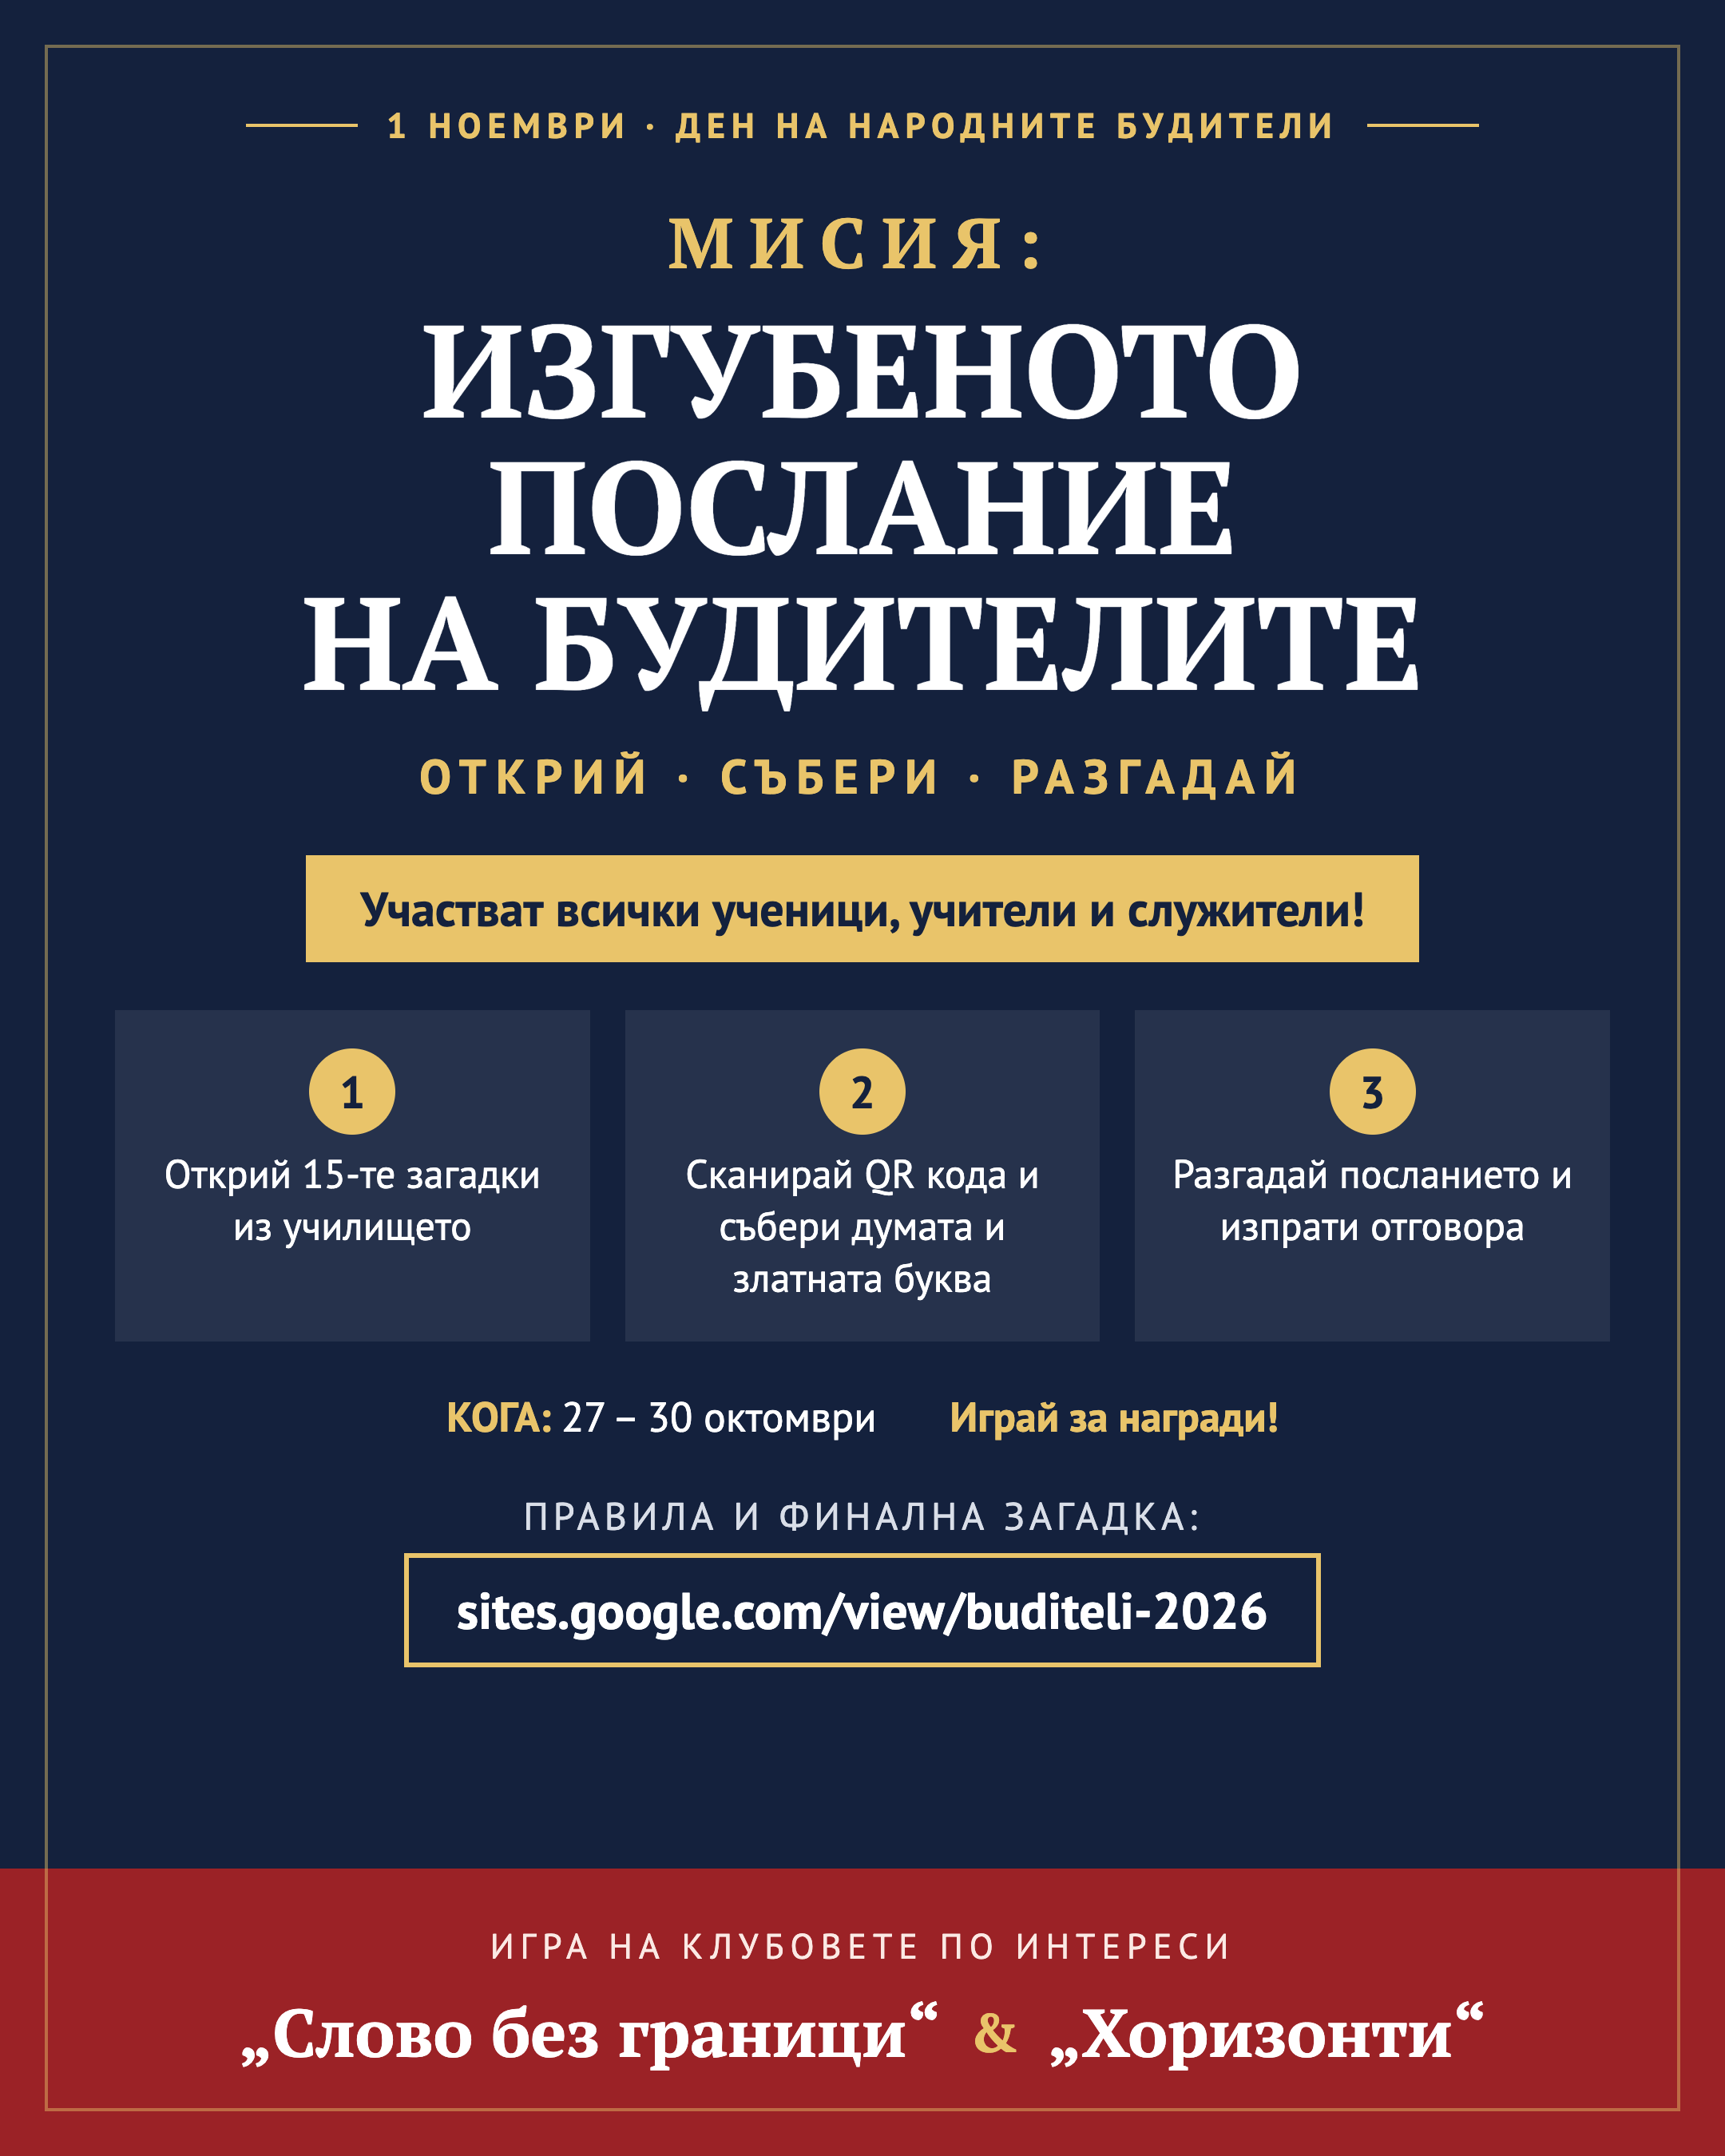 1 НОЕМВРИ · ДЕН НА НАРОДНИТЕ БУДИТЕЛИ
МИСИЯ:
ИЗГУБЕНОТО
ПОСЛАНИЕ
НА БУДИТЕЛИТЕ
ОТКРИЙ · СЪБЕРИ · РАЗГАДАЙ
Участват всички ученици, учители и служители!
1
Открий 15-те загадки
из училището
2
Сканирай QR кода и
събери думата и
златната буква
3
Разгадай посланието и
изпрати отговора
КОГА: 27 – 30 октомври
Играй за награди!
ПРАВИЛА И ФИНАЛНА ЗАГАДКА:
sites.google.com/view/buditeli-2026
ИГРА НА КЛУБОВЕТЕ ПО ИНТЕРЕСИ
„Слово без граници“ & „Хоризонти“